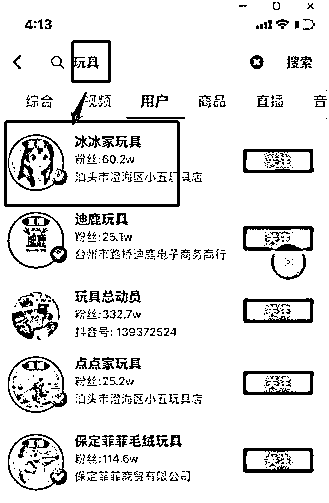 4:13
玩具
搜索
综合 视频 用户 商品 直播 音
冰冰家玩具
粉丝:60.2w
汕头市澄海区小五玩具店
迪鹿玩具
粉丝:25.1w
台州市路桥迪鹿电子商务商行
玩具总动员
粉丝:332.7w
抖音号: 139372524
点点家玩具
粉丝:75.2w
汕头市澄海区小五玩具店
保定菲菲毛绒玩具
粉丝:114.6w
保定菲菲商贸有限公司